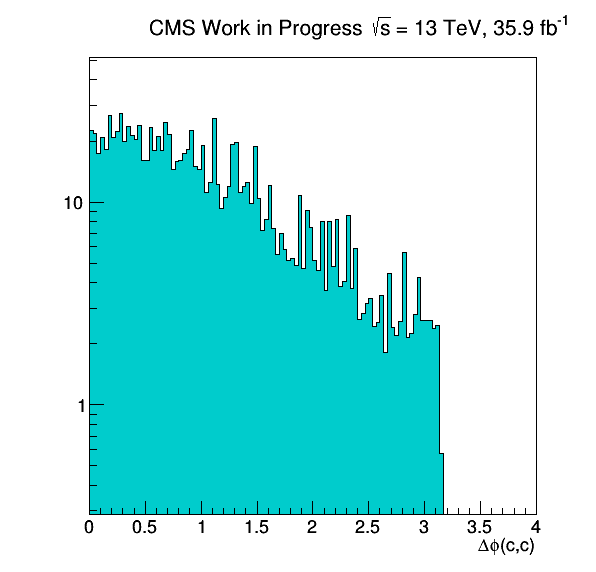 CMS Work in Progress √s = 13 TeV, 35.9 fb⁻¹
10
1
0 0.5 1 1.5 2 2.5 3 3.5 4
Δϕ(c,c)